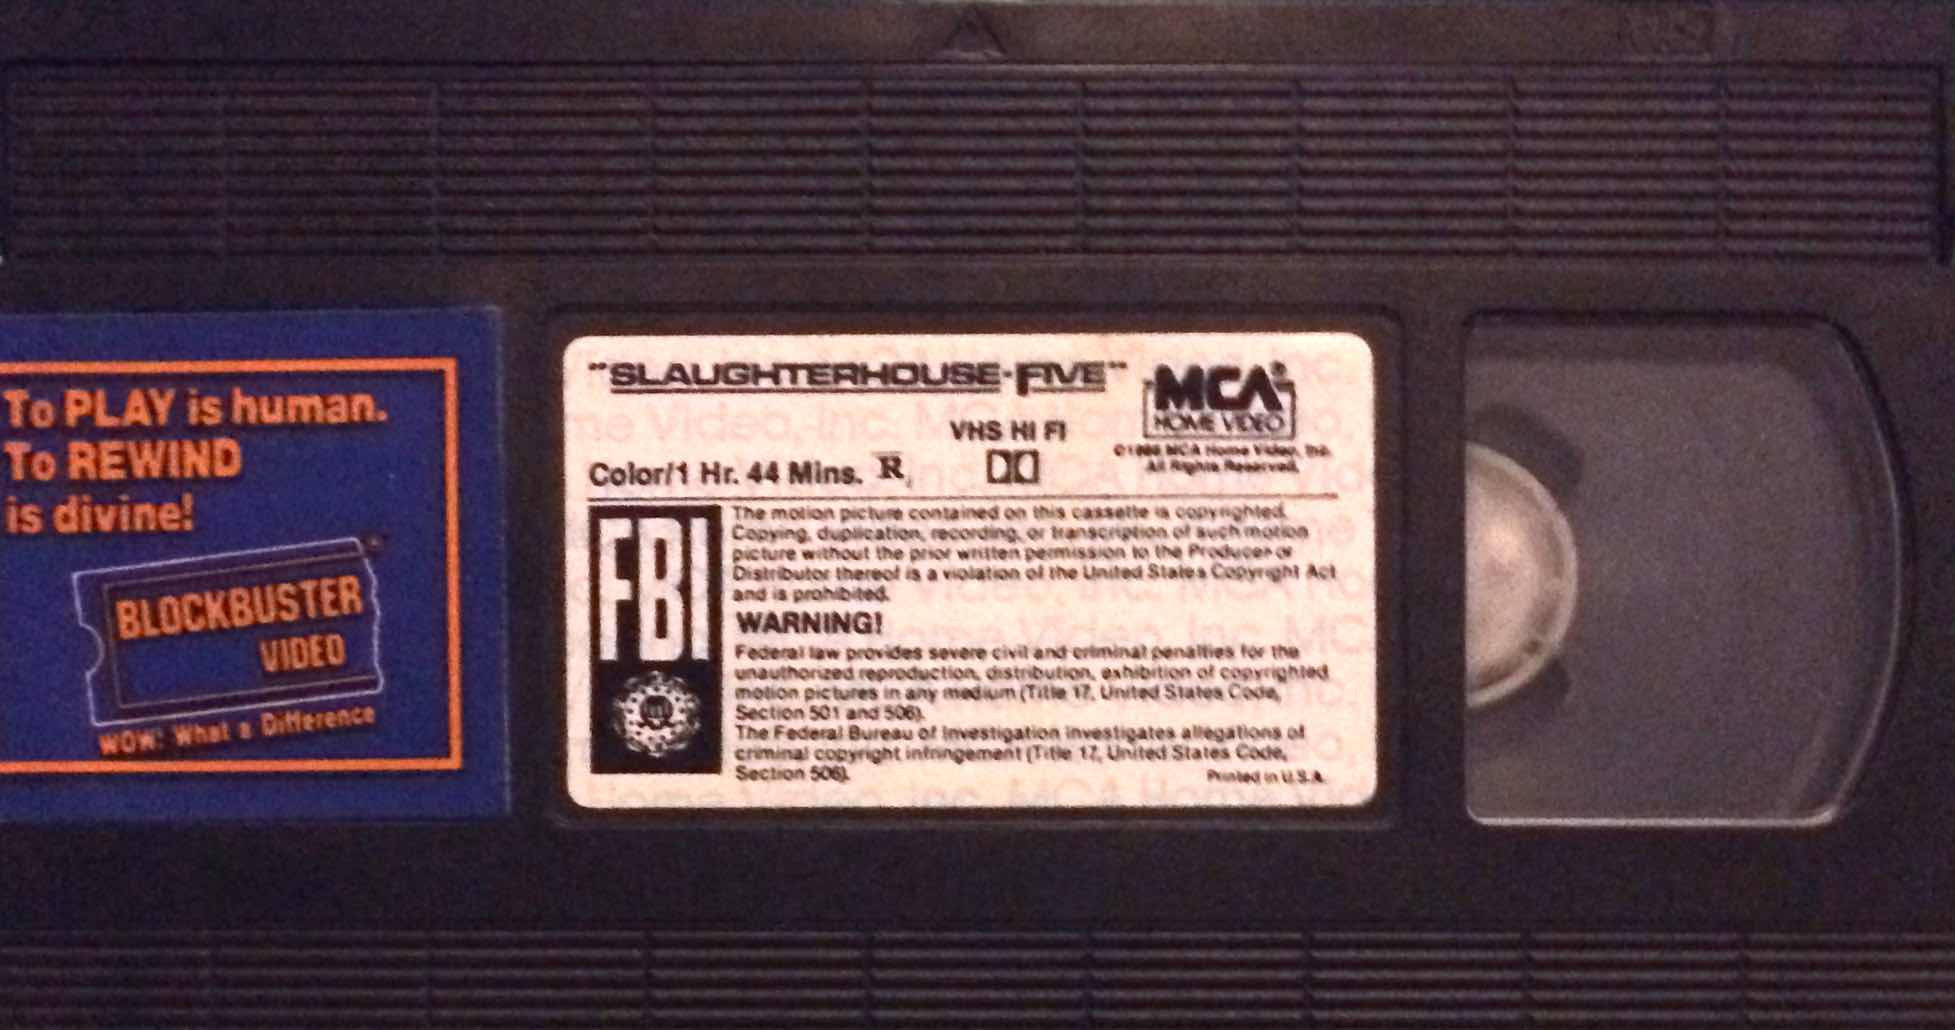 To PLAY is human.
To REWIND
is divine!
BLOCKBUSTER
VIDEO
WOW! What a Difference
"SLAUGHTERHOUSE-FIVE"
MCA®
HOME VIDEO
VHS HI FI
MCA Home Video, Inc.
All Rights Reserved.
Color/1 Hr. 44 Mins. R
FBI
The motion picture contained on this cassette is copyrighted.
Copying, duplication, recording, or transcription of such motion
picture without the prior written permission to the Producer or
Distributor thereof is a violation of the United States Copyright Act
and is prohibited.
WARNING!
Federal law provides severe civil and criminal penalties for the
unauthorized reproduction, distribution, exhibition of copyrighted
motion pictures in any medium (Title 17, United States Code,
Section 501 and 506).
The Federal Bureau of Investigation investigates allegations of
criminal copyright infringement (Title 17, United States Code,
Section 506).
Printed in U.S.A.